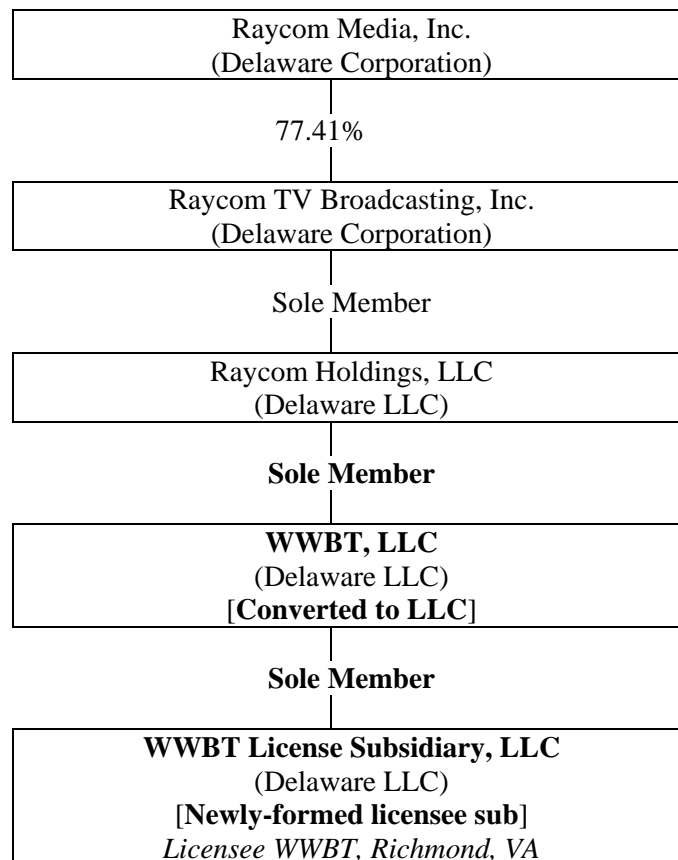 Raycom Media, Inc.
(Delaware Corporation)
77.41%
Raycom TV Broadcasting, Inc.
(Delaware Corporation)
Sole Member
Raycom Holdings, LLC
(Delaware LLC)
Sole Member
WWBT, LLC
(Delaware LLC)
[Converted to LLC]
Sole Member
WWBT License Subsidiary, LLC
(Delaware LLC)
[Newly-formed licensee sub]
Licensee WWBT, Richmond, VA